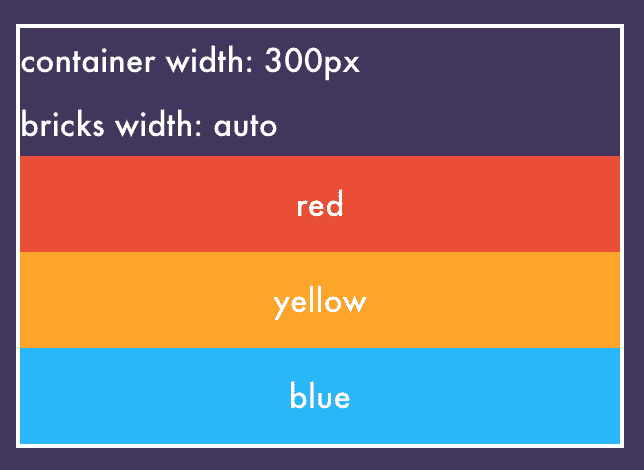 container width: 300px
bricks width: auto
red
yellow
blue